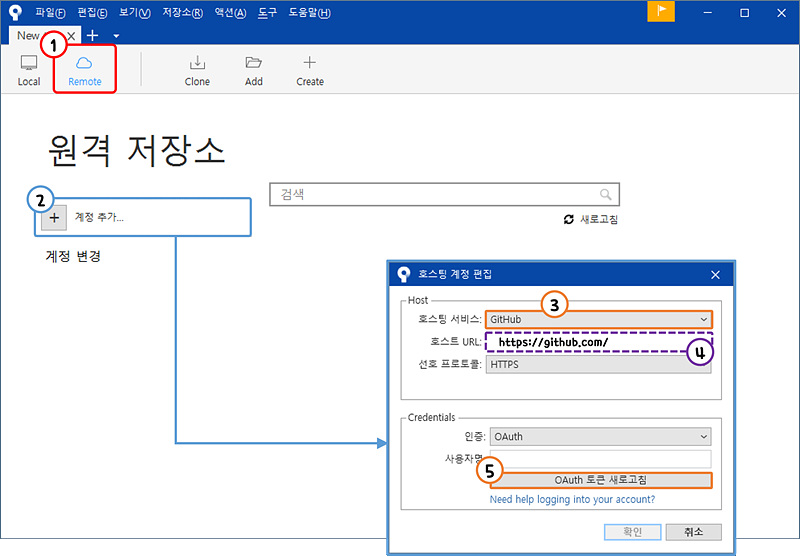 파일(F) 편집(E) 보기(V) 저장소(R) 액션(A) 도구 도움말(H)
New
1
Local Remote Clone Add Create
원격 저장소
검색
2
계정 추가...
새로고침
계정 변경
호스팅 계정 편집
Host
3
호스팅 서비스: GitHub
호스트 URL: https://github.com/
4
선호 프로토콜: HTTPS
Credentials
인증: OAuth
사용자명
5
OAuth 토큰 새로고침
Need help logging into your account?
확인 취소